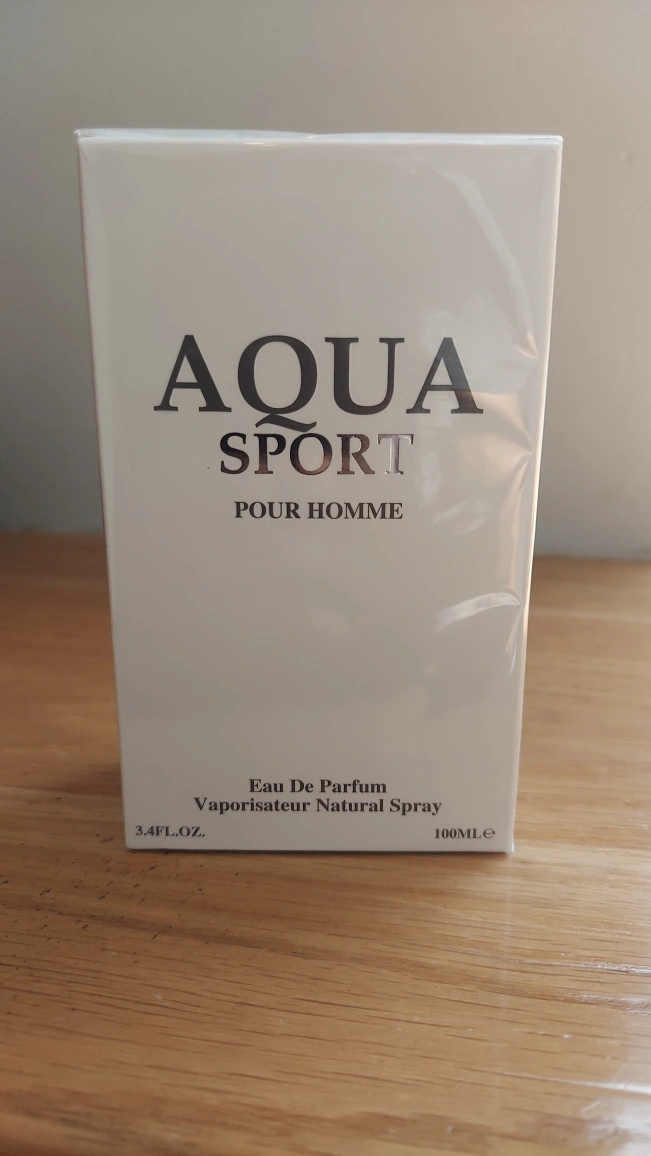 AQUA
SPORT
POUR HOMME
Eau De Parfum
Vaporisateur Natural Spray
3.4FL.OZ. 100ML℮